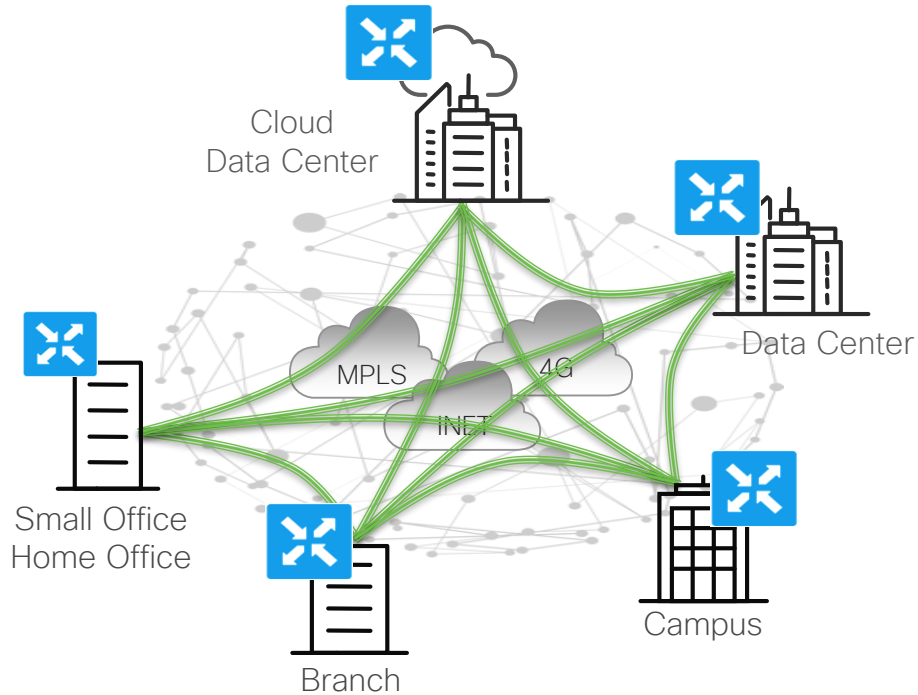 Cloud
Data Center
Data Center
MPLS
4G
INET
Small Office
Home Office
Campus
Branch